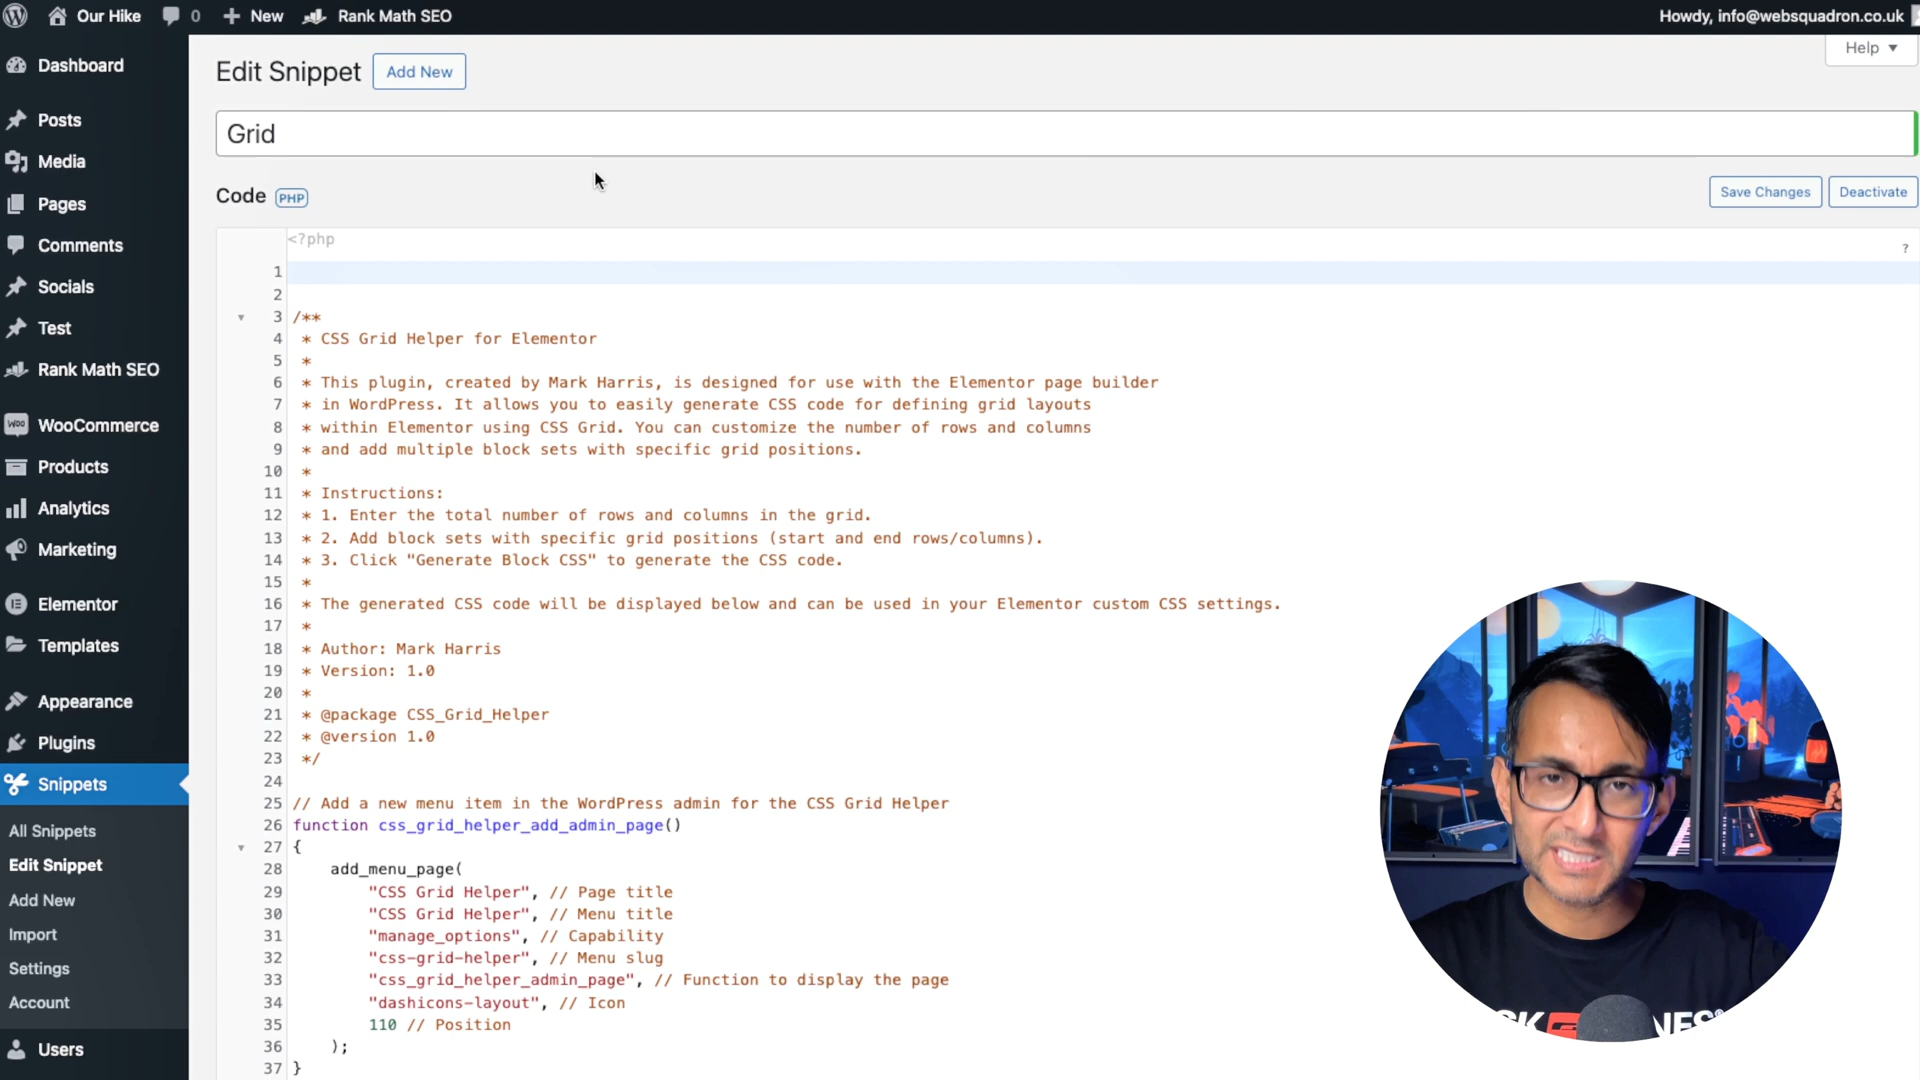 Our Hike
0
New
Rank Math SEO
Howdy, info@websquadron.co.uk
Help
Dashboard
Posts
Media
Pages
Comments
Socials
Test
Rank Math SEO
WOO
WooCommerce
Products
Analytics
Marketing
Elementor
Templates
Appearance
Plugins
Snippets
All Snippets
Edit Snippet
Add New
Import
Settings
Account
Users
Edit Snippet
Add New
Grid
Code
PHP
Save Changes
Deactivate
<?php
?
1
2
3 /**
4 * CSS Grid Helper for Elementor
5 *
6 * This plugin, created by Mark Harris, is designed for use with the Elementor page builder
7 * in WordPress. It allows you to easily generate CSS code for defining grid layouts
8 * within Elementor using CSS Grid. You can customize the number of rows and columns
9 * and add multiple block sets with specific grid positions.
10 *
11 * Instructions:
12 * 1. Enter the total number of rows and columns in the grid.
13 * 2. Add block sets with specific grid positions (start and end rows/columns).
14 * 3. Click "Generate Block CSS" to generate the CSS code.
15 *
16 * The generated CSS code will be displayed below and can be used in your Elementor custom CSS settings.
17 *
18 * Author: Mark Harris
19 * Version: 1.0
20 *
21 * @package CSS_Grid_Helper
22 * @version 1.0
23 */
24
25 // Add a new menu item in the WordPress admin for the CSS Grid Helper
26 function css_grid_helper_add_admin_page()
27 {
28 add_menu_page(
29 "CSS Grid Helper", // Page title
30 "CSS Grid Helper", // Menu title
31 "manage_options", // Capability
32 "css-grid-helper", // Menu slug
33 "css_grid_helper_admin_page", // Function to display the page
34 "dashicons-layout", // Icon
35 110 // Position
36 );
37 }